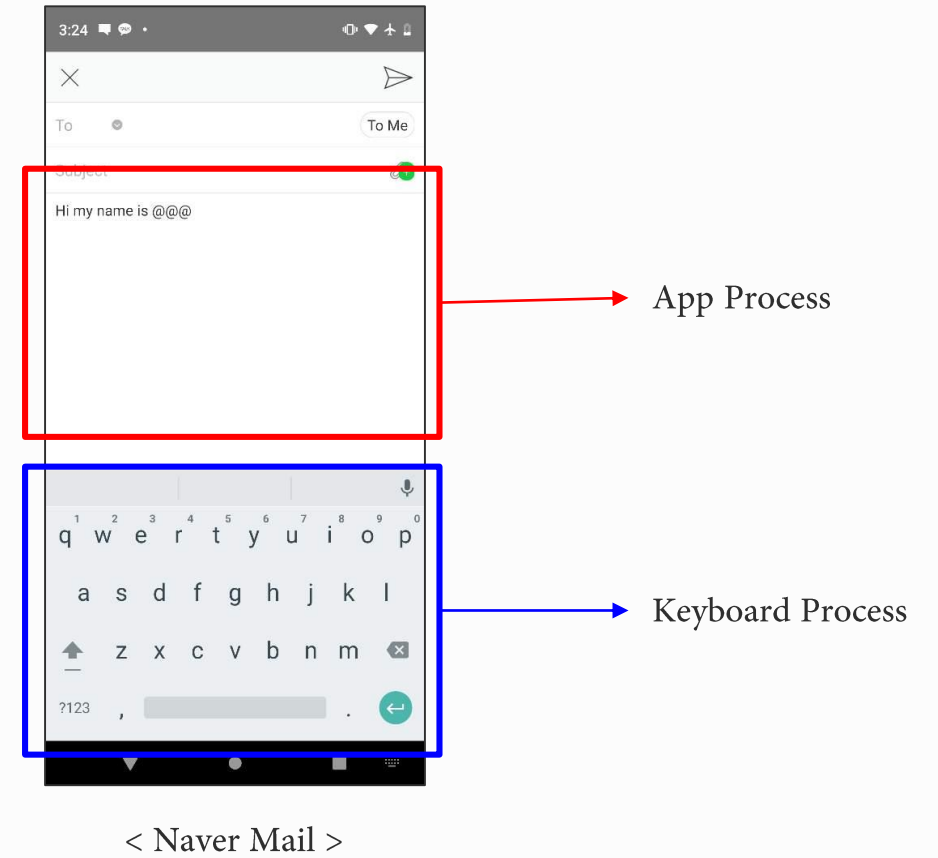 3:24
To
To Me
Subject
Hi my name is @@@
App Process
1 2 3 4 5 6 7 8 9 0
q w e r t y u i o p
a s d f g h j k l
Keyboard Process
z x c v b n m
?123 , .
< Naver Mail >